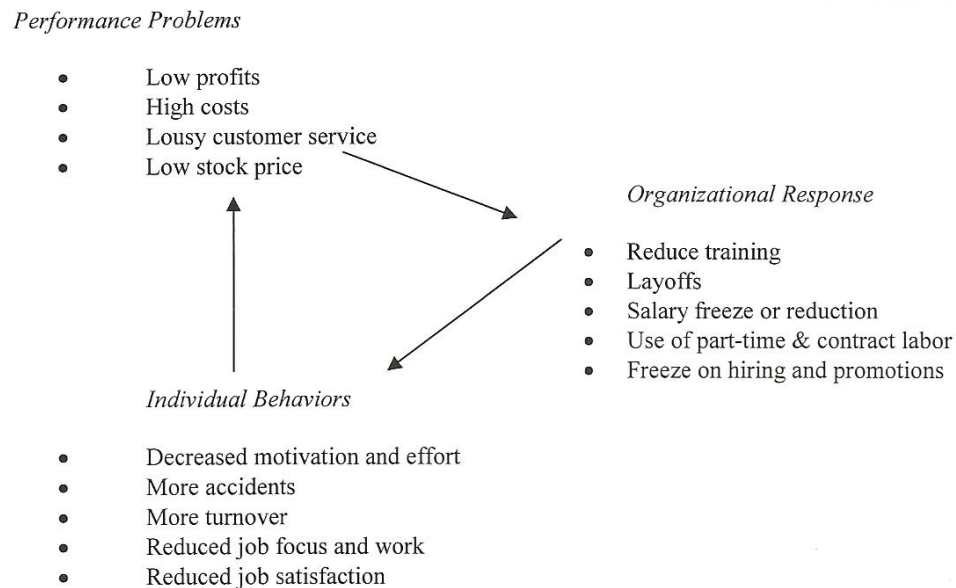 Performance Problems
• Low profits
• High costs
• Lousy customer service
• Low stock price
Organizational Response
• Reduce training
• Layoffs
• Salary freeze or reduction
• Use of part-time & contract labor
• Freeze on hiring and promotions
Individual Behaviors
• Decreased motivation and effort
• More accidents
• More turnover
• Reduced job focus and work
• Reduced job satisfaction